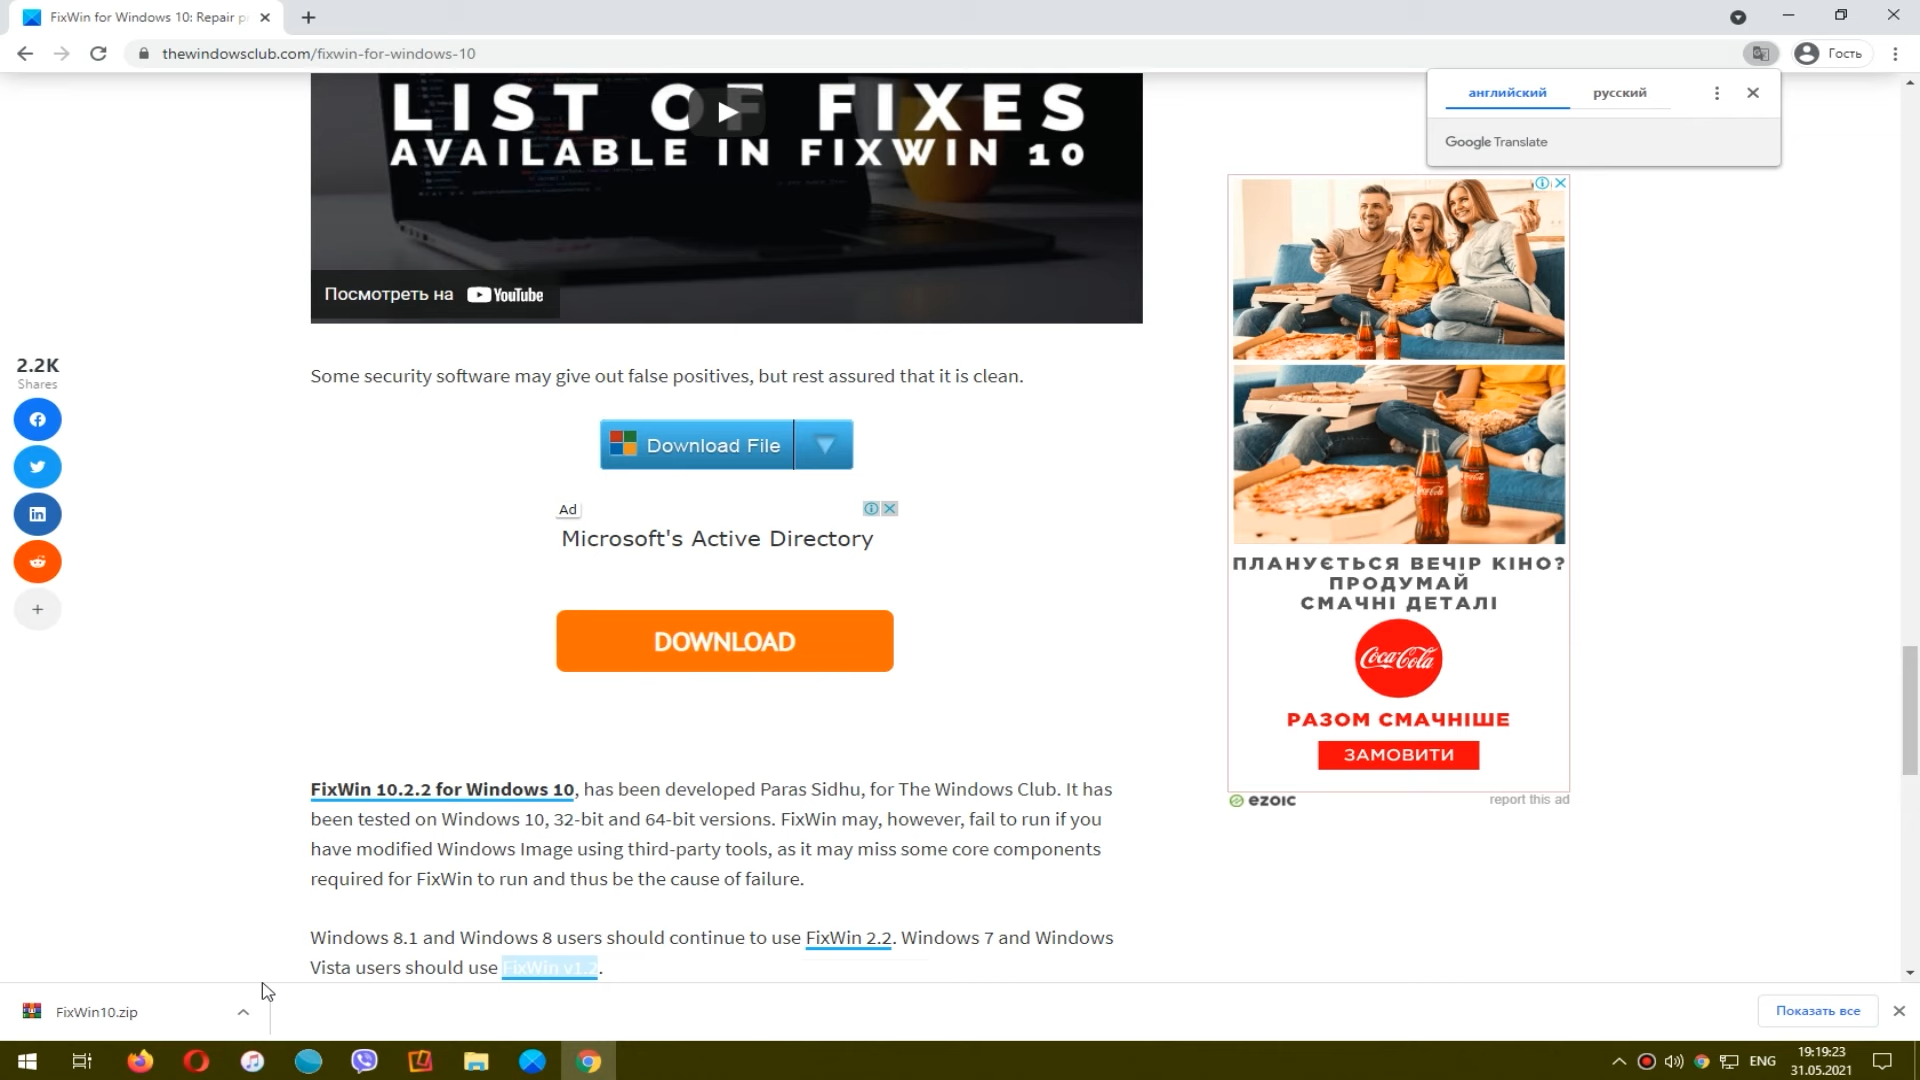 FixWin for Windows 10: Repair p
thewindowsclub.com/fixwin-for-windows-10
Гость
английский
русский
Google Translate
LIST OF FIXES
AVAILABLE IN FIXWIN 10
Посмотреть на YouTube
2.2K
Shares
Some security software may give out false positives, but rest assured that it is clean.
Download File
Ad
Microsoft's Active Directory
DOWNLOAD
FixWin 10.2.2 for Windows 10, has been developed Paras Sidhu, for The Windows Club. It has
been tested on Windows 10, 32-bit and 64-bit versions. FixWin may, however, fail to run if you
have modified Windows Image using third-party tools, as it may miss some core components
required for FixWin to run and thus be the cause of failure.
Windows 8.1 and Windows 8 users should continue to use FixWin 2.2. Windows 7 and Windows
Vista users should use FixWin v1.2.
Coca-Cola
ПЛАНУЄТЬСЯ ВЕЧІР КІНО?
ПРОДУМАЙ
СМАЧНІ ДЕТАЛІ
Coca-Cola
РАЗОМ СМАЧНІШЕ
ЗАМОВИТИ
ezoic
report this ad
FixWin10.zip
Показать все
ENG
19:19:23
31.05.2021